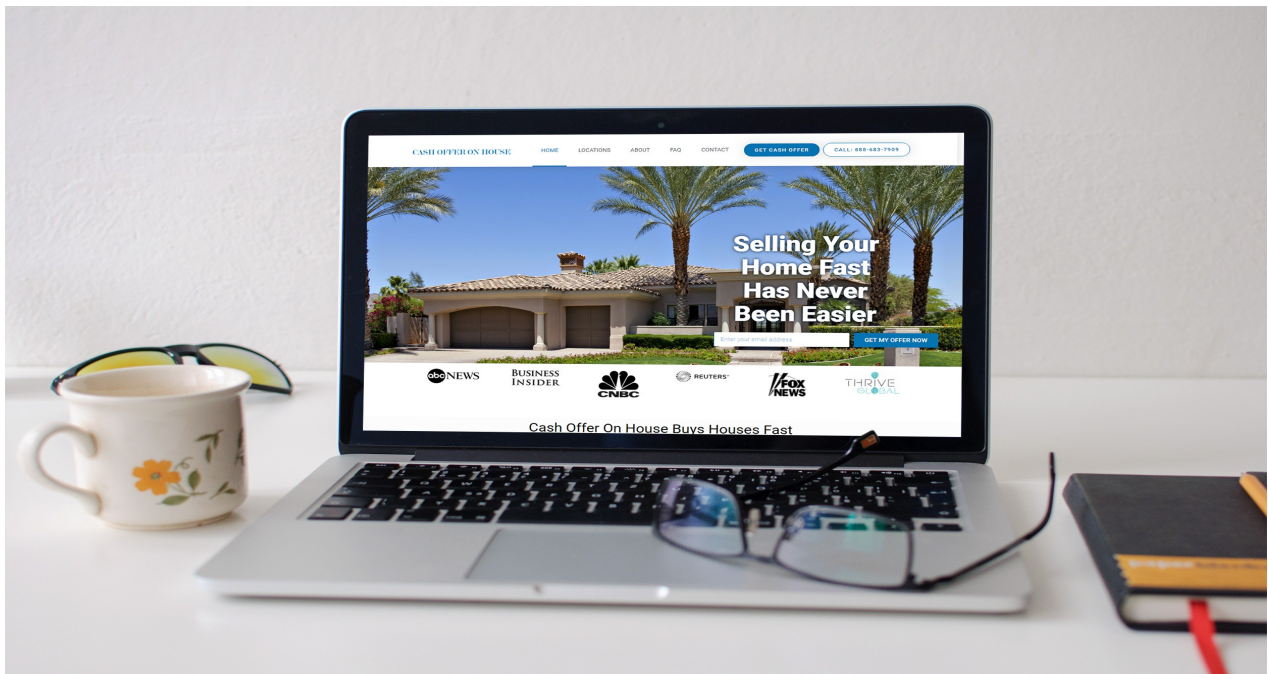 CASH OFFER ON HOUSE
HOME
LOCATIONS
ABOUT
FAQ
CONTACT
GET CASH OFFER
CALL: 888-683-7909
Selling Your
Home Fast
Has Never
Been Easier
Enter your email address
GET MY OFFER NOW
abc NEWS
BUSINESS
INSIDER
CNBC
REUTERS
FOX
NEWS
THRIVE
GLOBAL
Cash Offer On House Buys Houses Fast